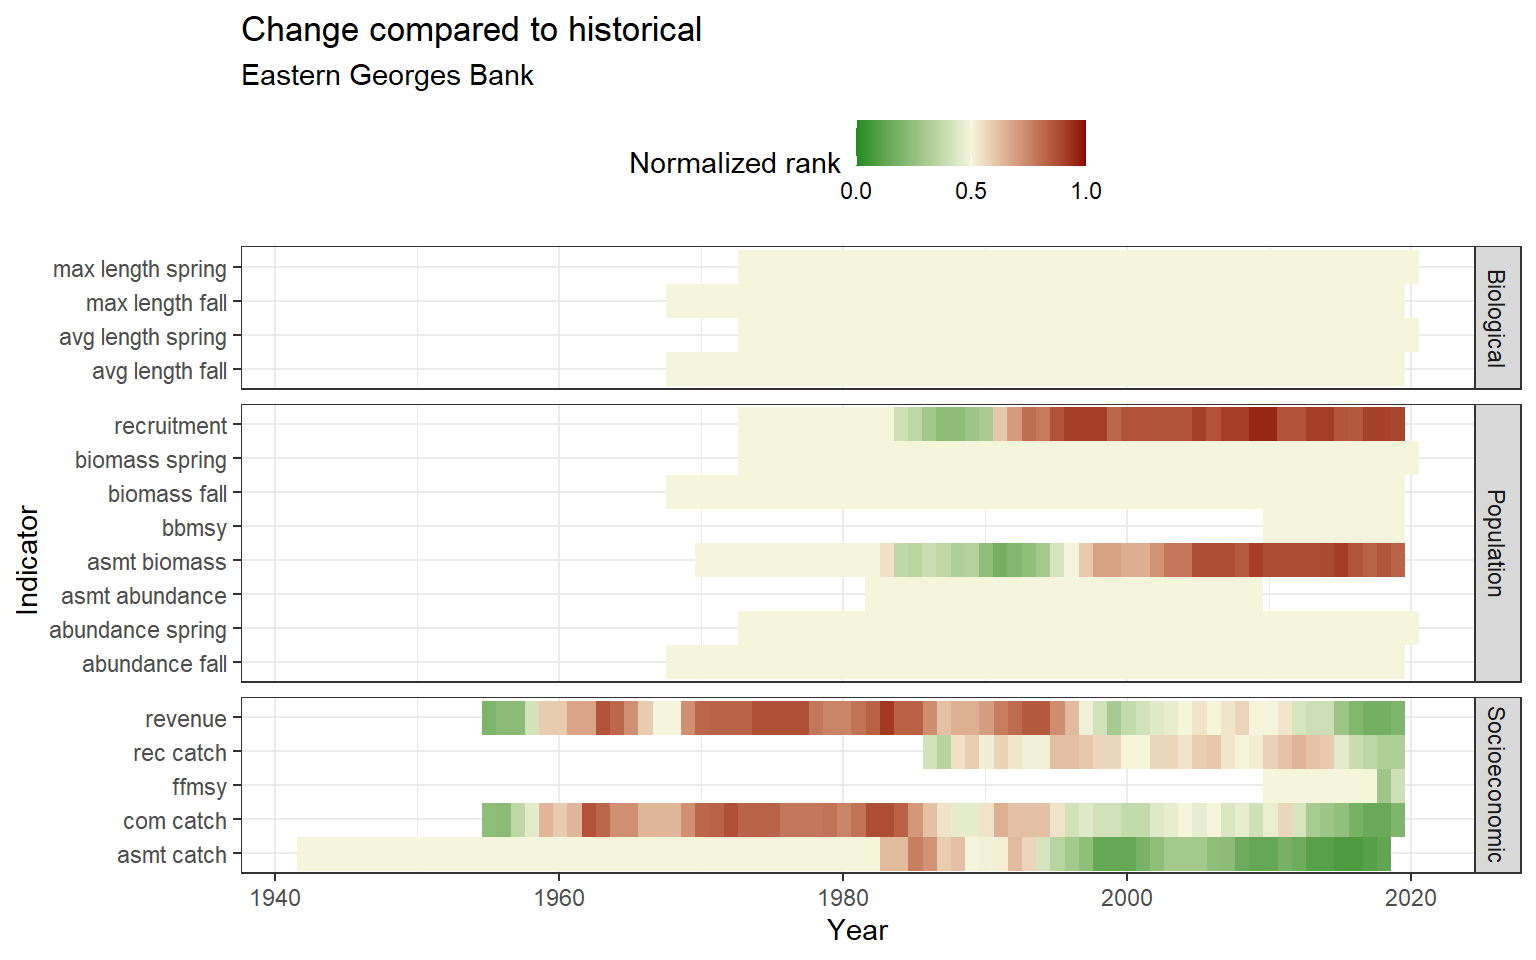 Change compared to historical
Eastern Georges Bank
Normalized rank
0.0 0.5 1.0
max length spring
max length fall
avg length spring
avg length fall
Biological
recruitment
biomass spring
biomass fall
bbmsy
asmt biomass
asmt abundance
abundance spring
abundance fall
Population
revenue
rec catch
ffmsy
com catch
asmt catch
Socioeconomic
Indicator
1940 1960 1980 2000 2020
Year